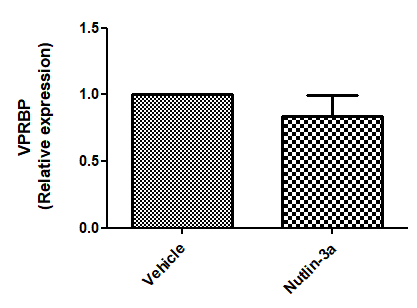 VPRBP
(Relative expression)
1.5
1.0
0.5
0.0
Vehicle
Nutlin-3a